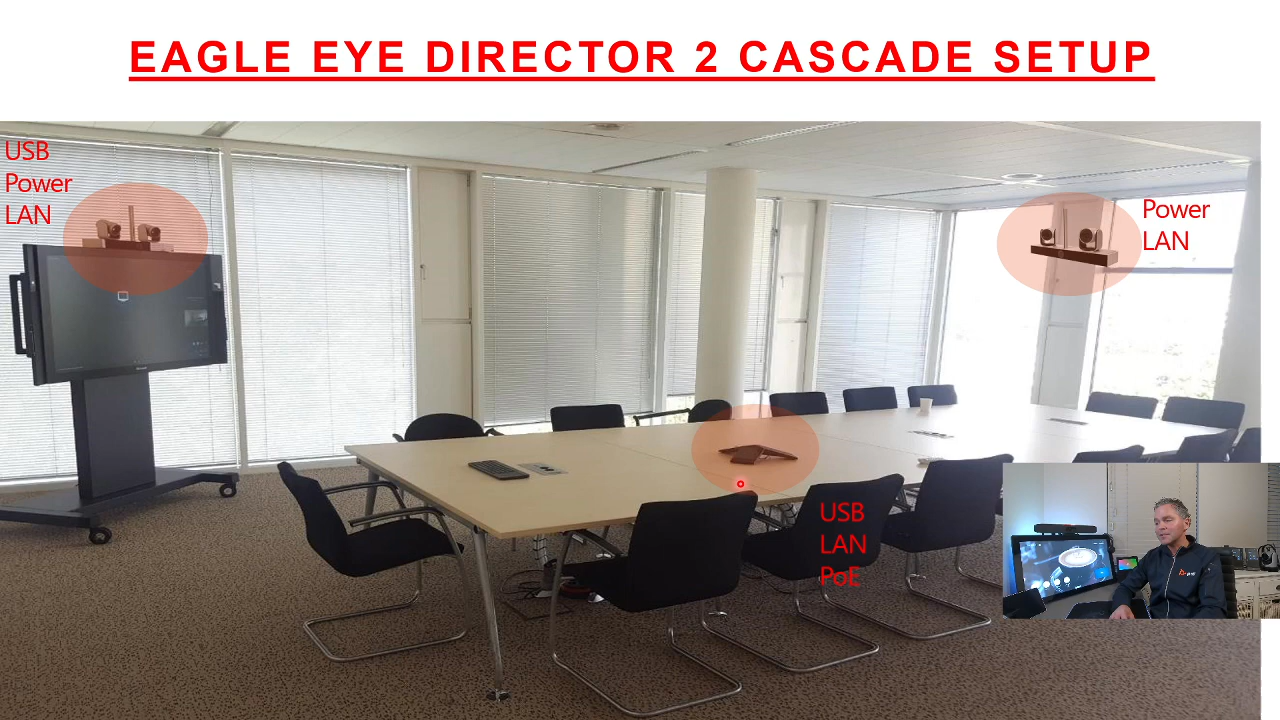 EAGLE EYE DIRECTOR 2 CASCADE SETUP
USB
Power
LAN
Power
LAN
USB
LAN
PoE